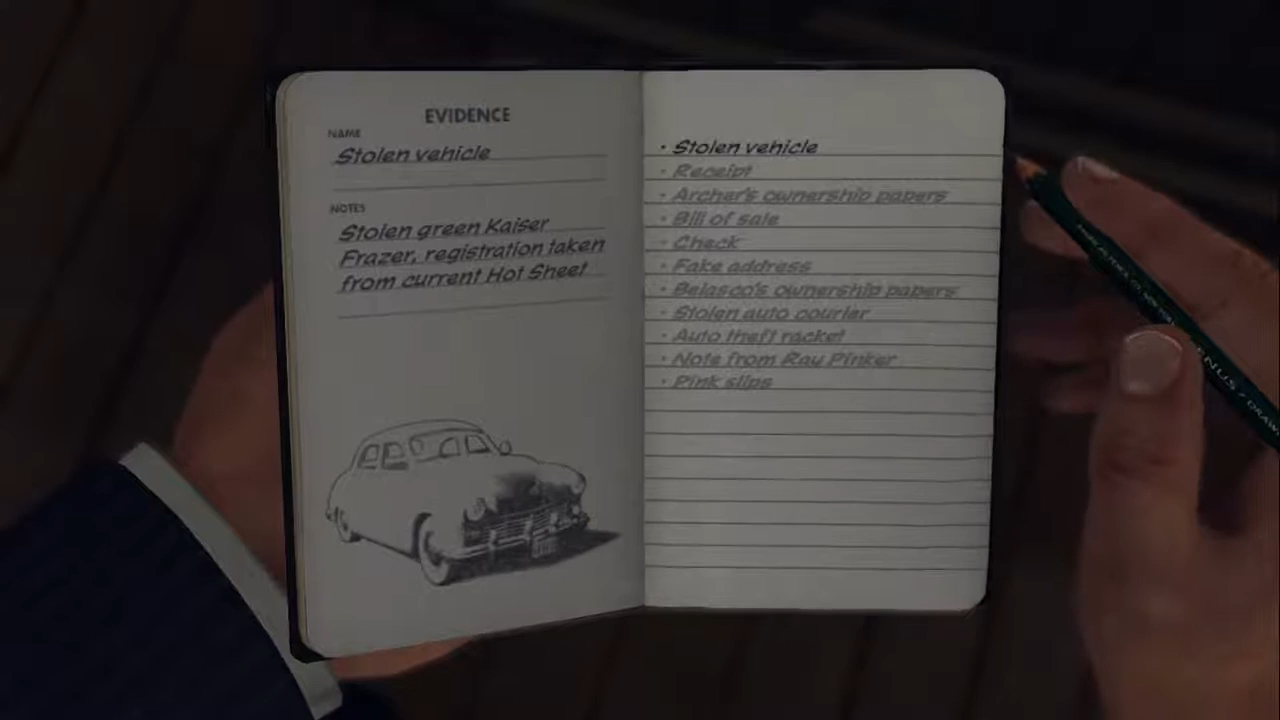 EVIDENCE
NAME
Stolen vehicle
NOTES
Stolen green Kaiser
Frazer, registration taken
from current Hot Sheet
• Stolen vehicle
• Receipt
• Archer's ownership papers
• Bill of sale
• Check
• Fake address
• Belasco's ownership papers
• Stolen auto courier
• Auto theft racket
• Note from Ray Pinker
• Pink slips